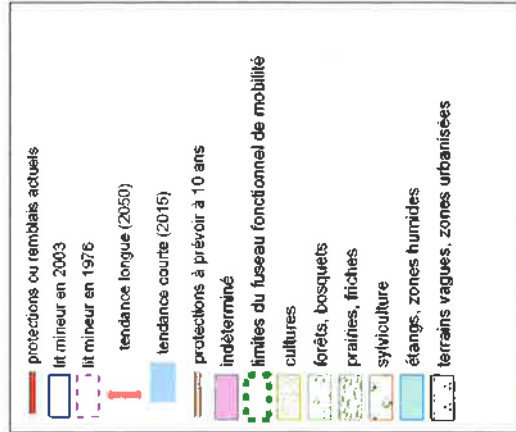 protections ou remblais actuels
lit mineur en 2003
lit mineur en 1976
tendance longue (2050)
tendance courte (2015)
protections à prévoir à 10 ans
indéterminé
limites du fuseau fonctionnel de mobilité
cultures
forêts, bosquets
prairies, friches
sylviculture
étangs, zones humides
terrains vagues, zones urbanisées